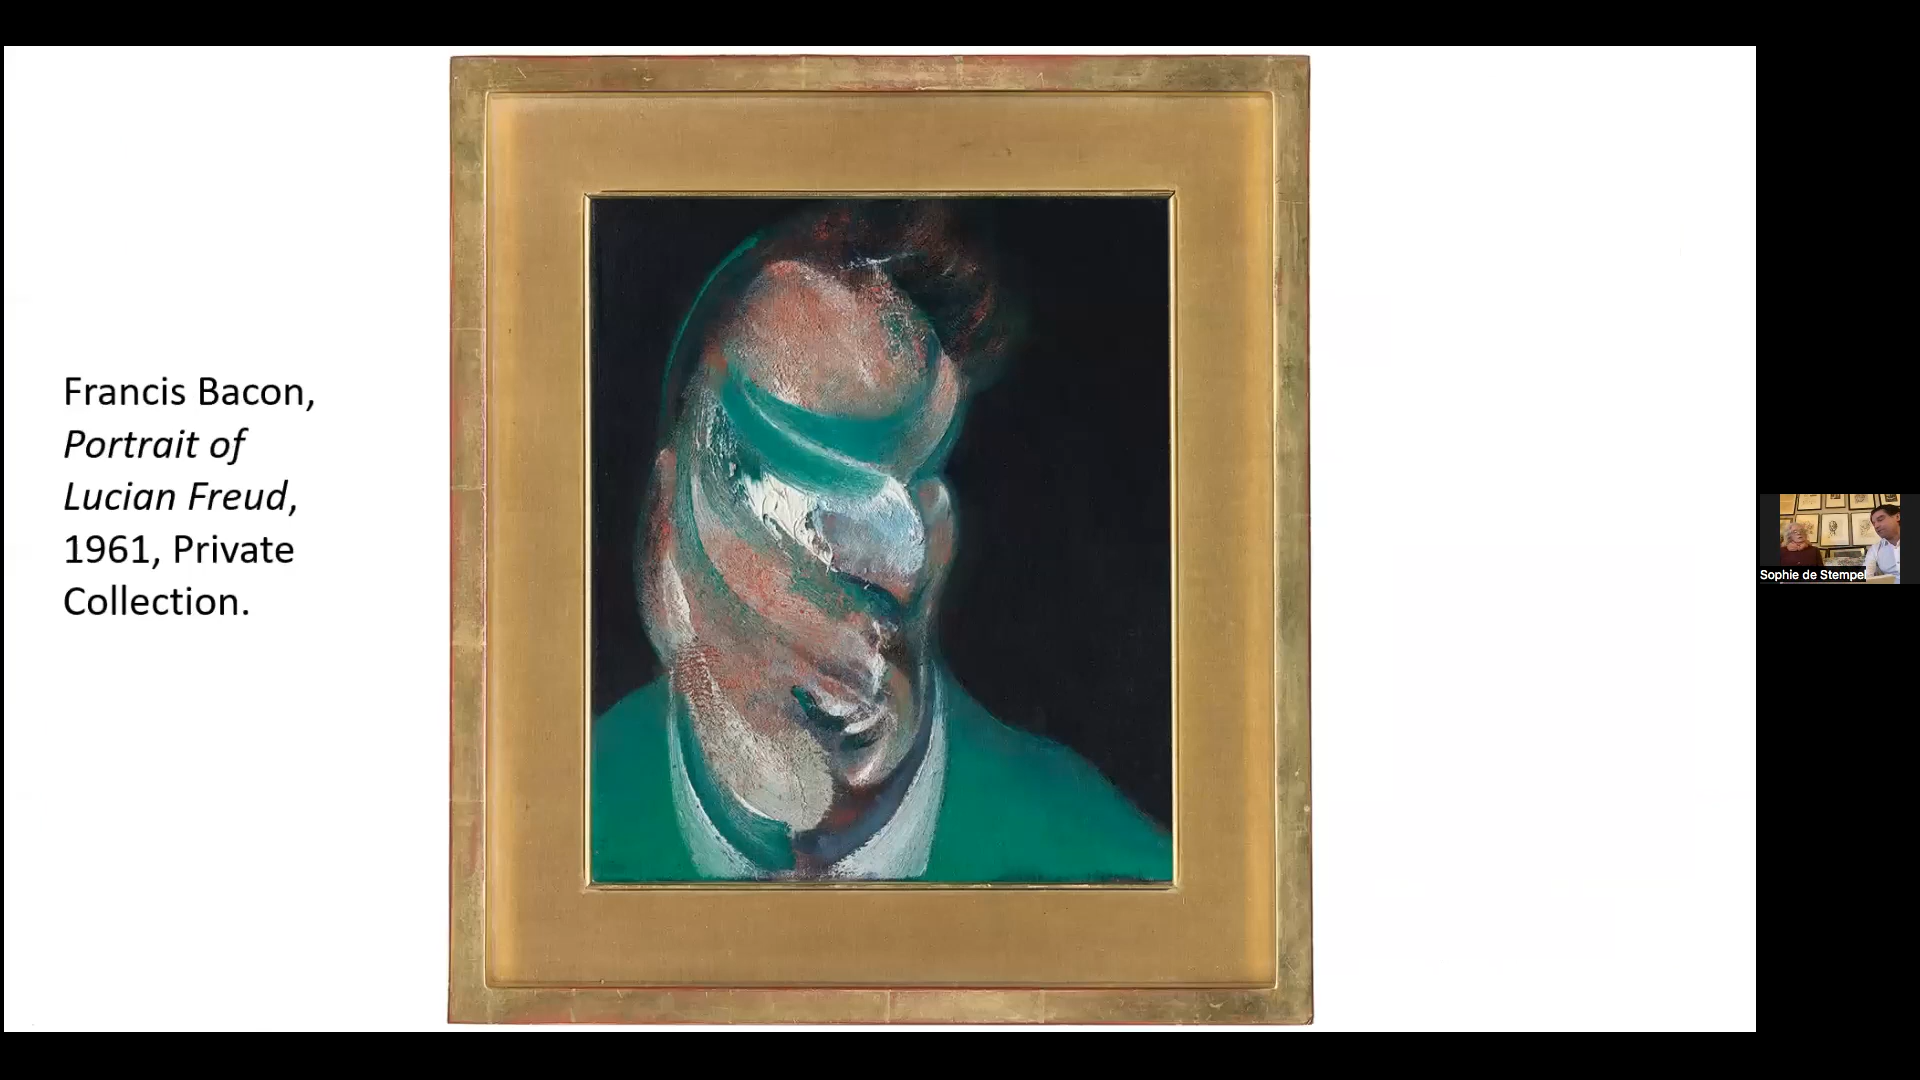 Francis Bacon,
Portrait of
Lucian Freud,
1961, Private
Collection.
Sophie de Stempel